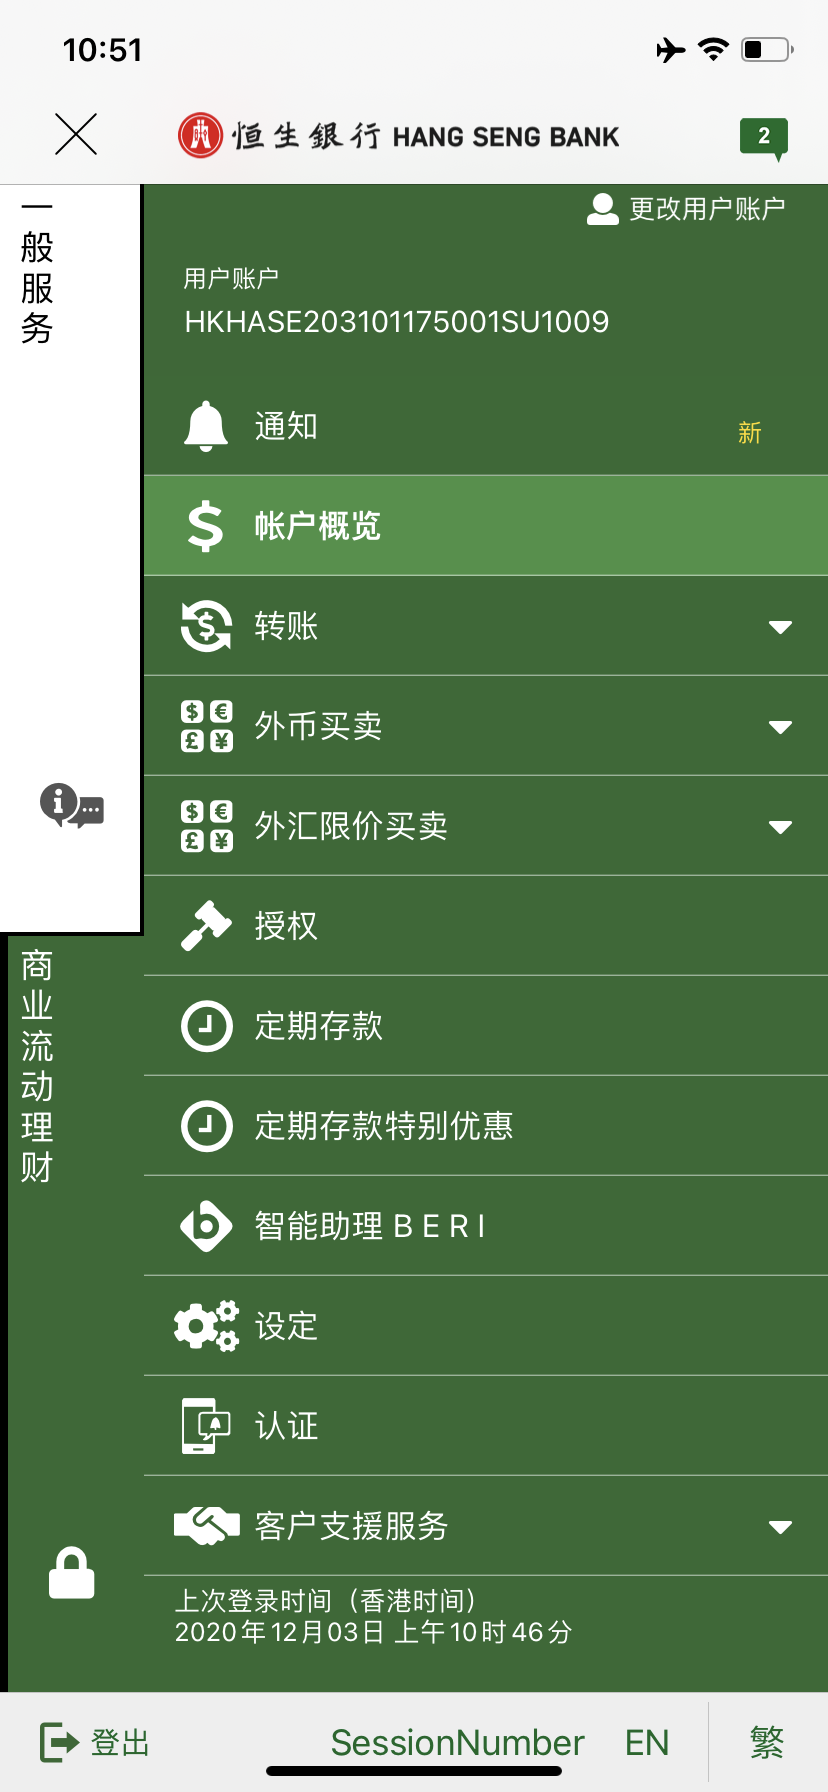 10:51
恒生銀行 HANG SENG BANK
2
一般服务
更改用户账户
用户账户
HKHASE203101175001SU1009
通知
新
帐户概览
转账
外币买卖
外汇限价买卖
授权
定期存款
定期存款特别优惠
智能助理 B E R I
设定
认证
客户支援服务
商业流动理财
上次登录时间（香港时间）
2020年12月03日 上午10时46分
登出
SessionNumber
EN
繁